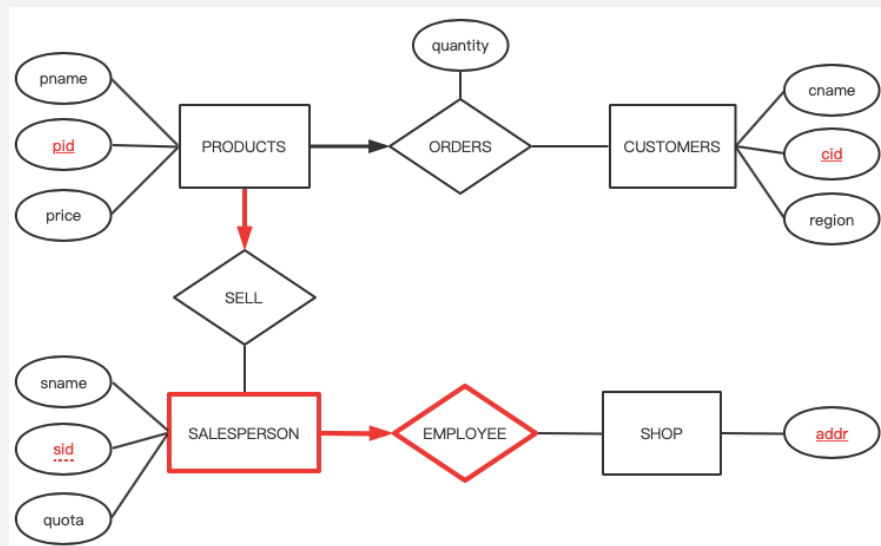 quantity
pname
cname
pid
PRODUCTS
ORDERS
CUSTOMERS
cid
price
region
SELL
sname
sid
SALESPERSON
EMPLOYEE
SHOP
addr
quota